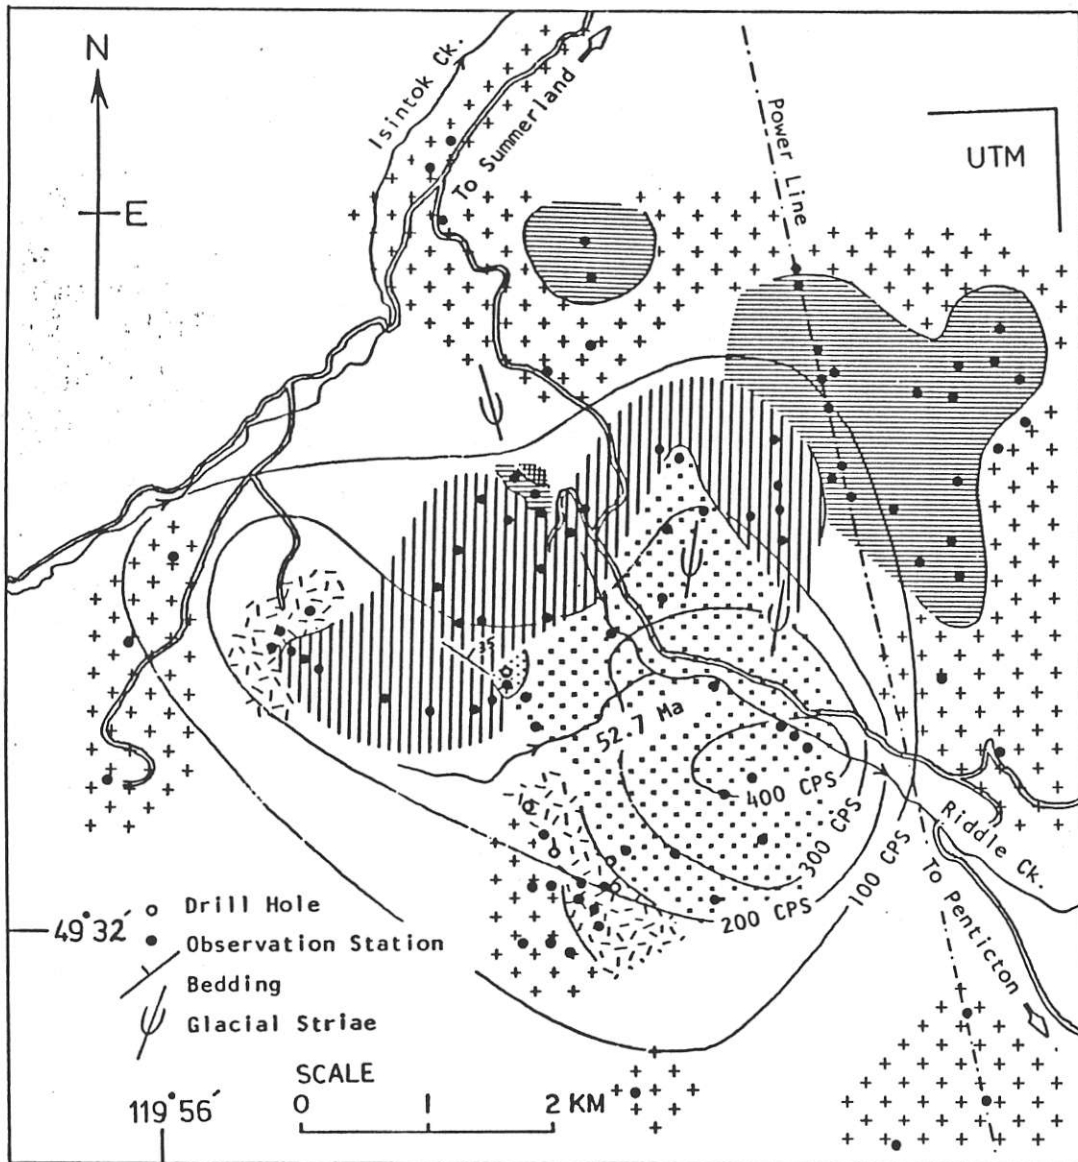 N
E
Isintok Ck.
To Summerland
Power Line
UTM
35
52.7 Ma
400 CPS
300 CPS
200 CPS
100 CPS
Riddle Ck.
To Penticton
49°32´
Drill Hole
Observation Station
Bedding
Glacial Striae
119°56´
SCALE
0 1 2 KM